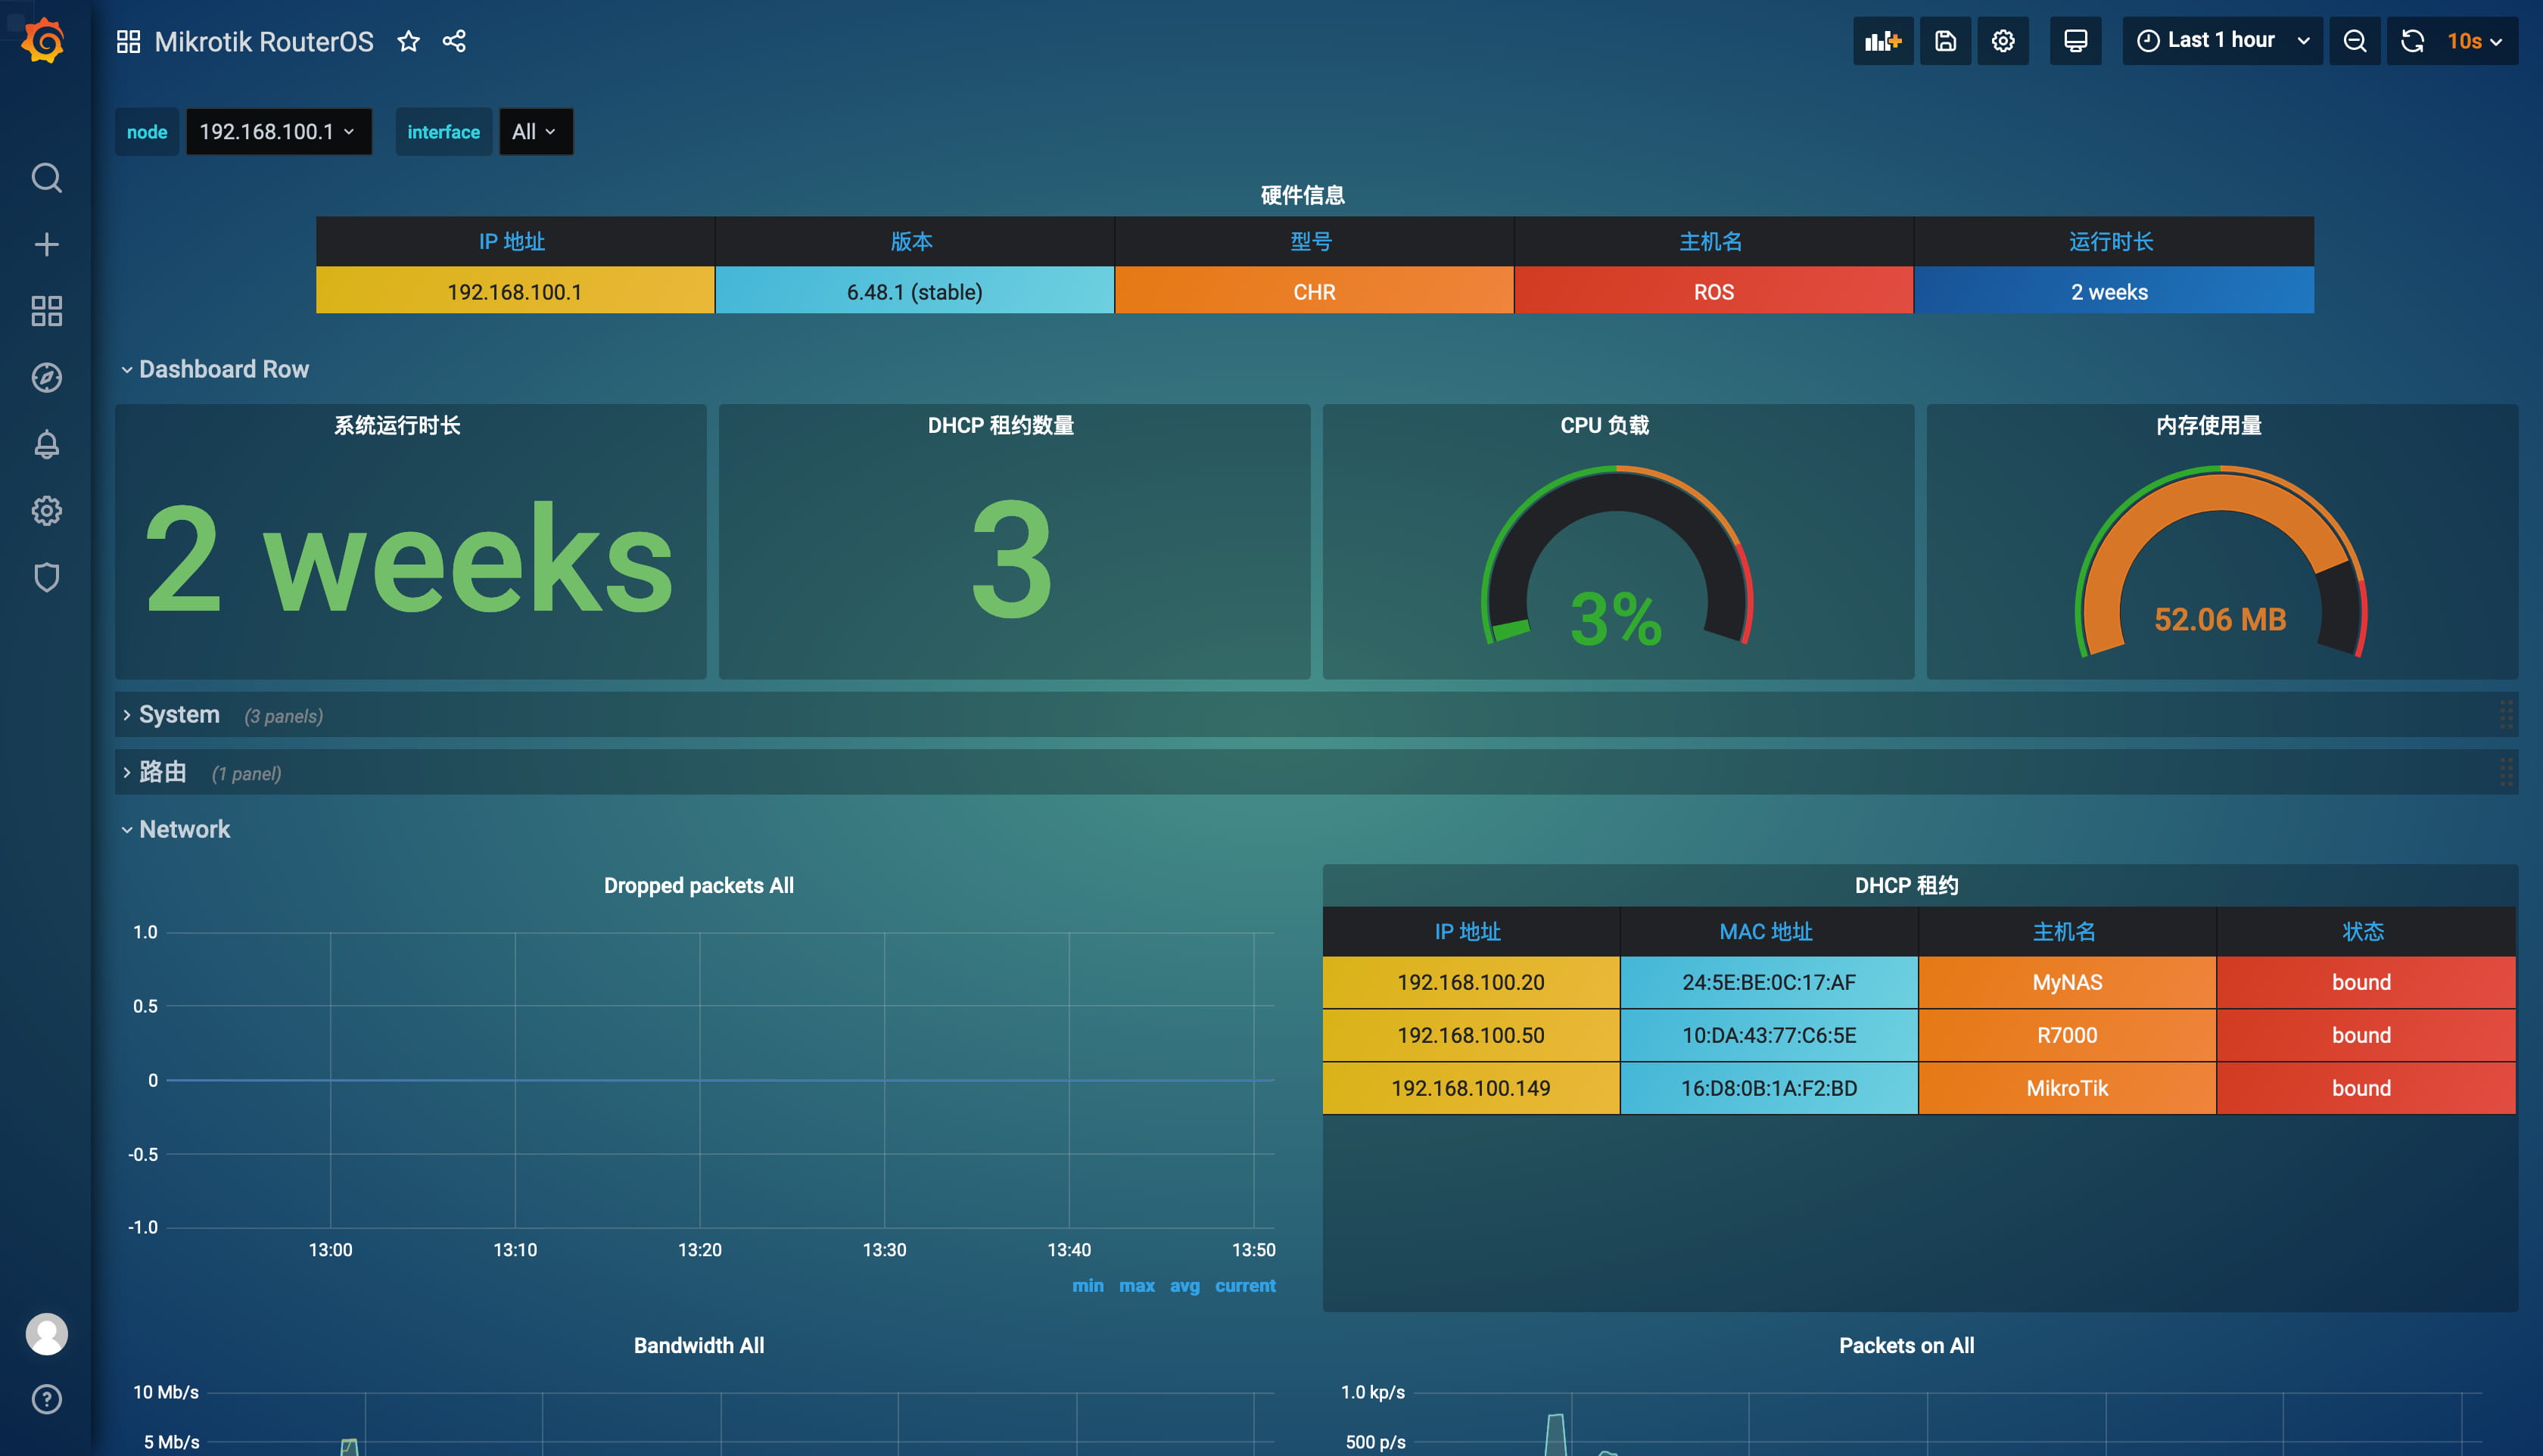 Mikrotik RouterOS
Last 1 hour
10s
node 192.168.100.1 interface All
硬件信息
IP 地址 版本 型号 主机名 运行时长
192.168.100.1 6.48.1 (stable) CHR ROS 2 weeks
Dashboard Row
系统运行时长
2 weeks
DHCP 租约数量
3
CPU 负载
3%
内存使用量
52.06 MB
System (3 panels)
路由 (1 panel)
Network
Dropped packets All
1.0
0.5
0
-0.5
-1.0
13:00 13:10 13:20 13:30 13:40 13:50
min max avg current
DHCP 租约
IP 地址 MAC 地址 主机名 状态
192.168.100.20 24:5E:BE:0C:17:AF MyNAS bound
192.168.100.50 10:DA:43:77:C6:5E R7000 bound
192.168.100.149 16:D8:0B:1A:F2:BD MikroTik bound
Bandwidth All
10 Mb/s
5 Mb/s
Packets on All
1.0 kp/s
500 p/s